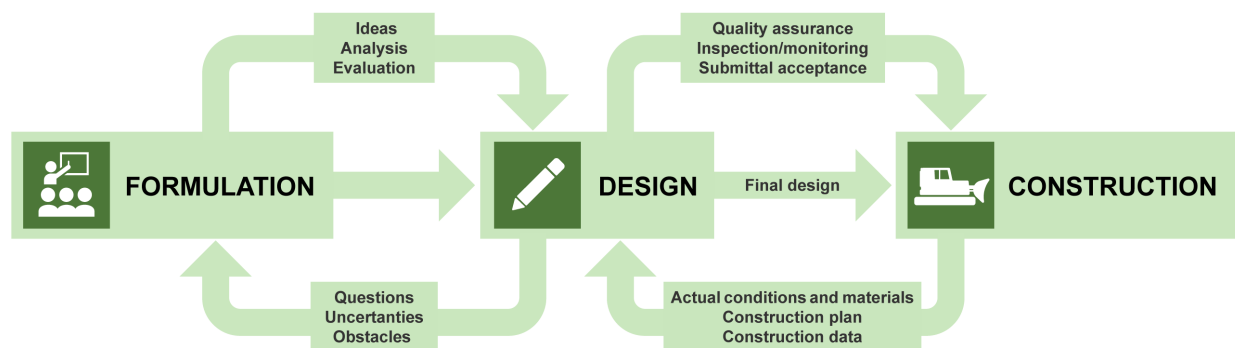 Ideas
Analysis
Evaluation
Quality assurance
Inspection/monitoring
Submittal acceptance
FORMULATION
DESIGN
Final design
CONSTRUCTION
Questions
Uncertanties
Obstacles
Actual conditions and materials
Construction plan
Construction data